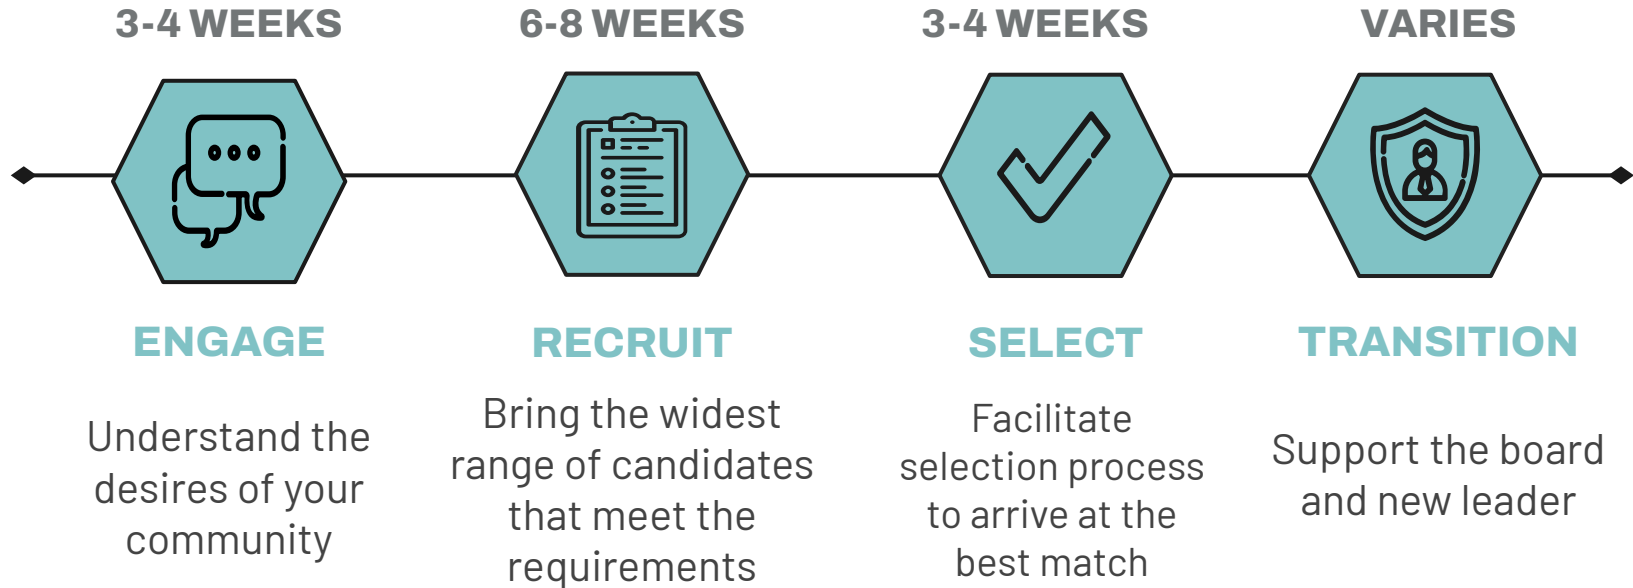 3-4 WEEKS
ENGAGE
Understand the
desires of your
community
6-8 WEEKS
RECRUIT
Bring the widest
range of candidates
that meet the
requirements
3-4 WEEKS
SELECT
Facilitate
selection process
to arrive at the
best match
VARIES
TRANSITION
Support the board
and new leader